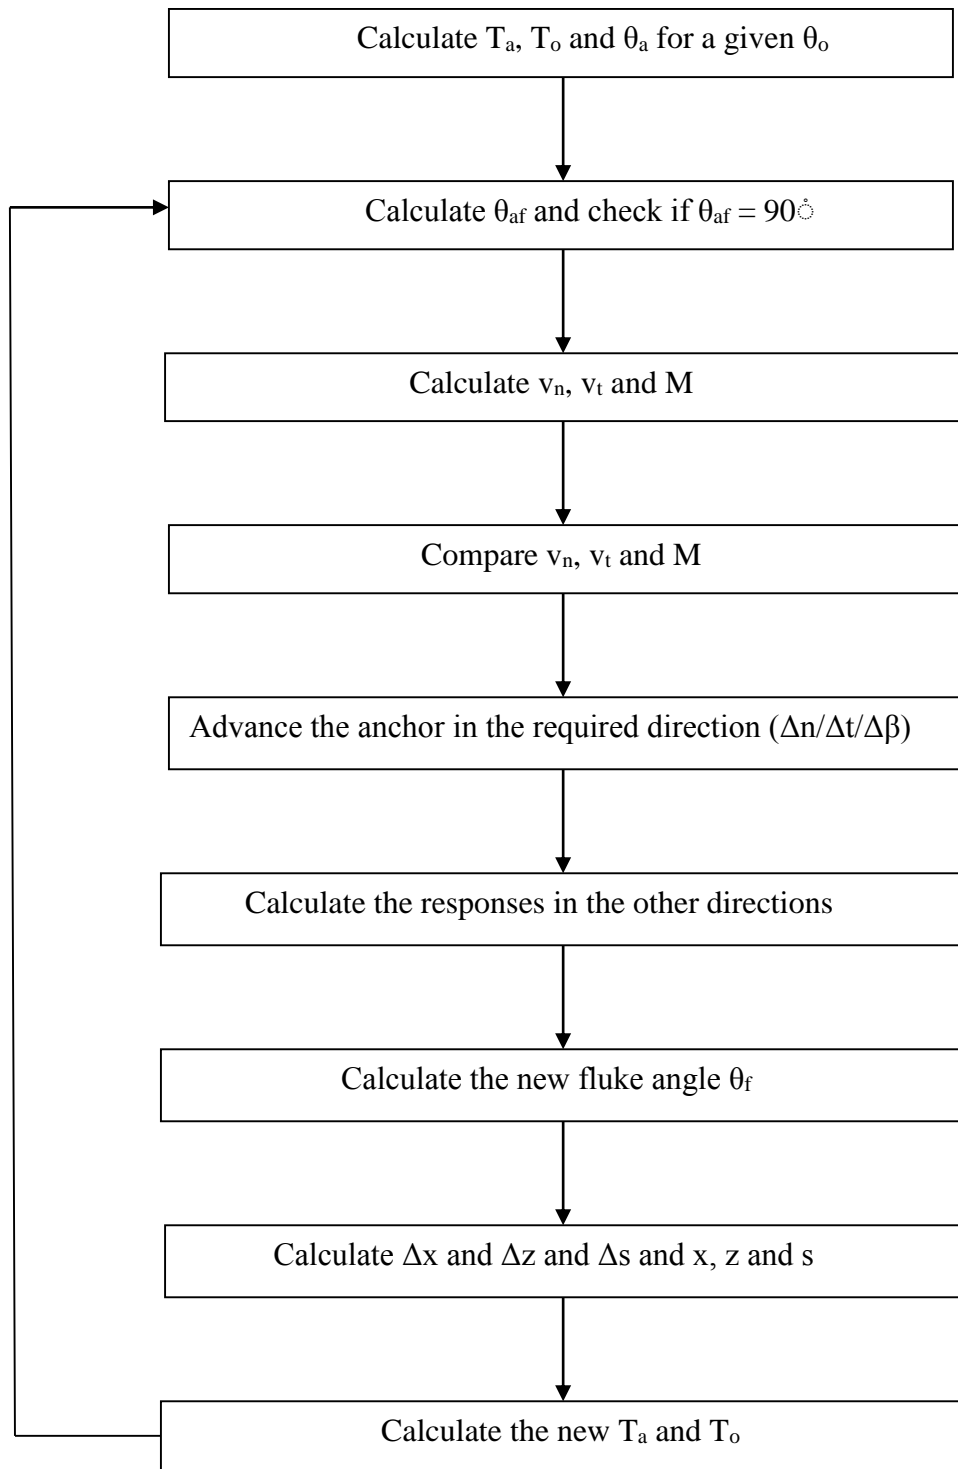 Calculate Tₐ, Tₒ and θₐ for a given θₒ
Calculate θaf and check if θaf = 90◌ं
Calculate vₙ, vₜ and M
Compare vₙ, vₜ and M
Advance the anchor in the required direction (Δn/Δt/Δβ)
Calculate the responses in the other directions
Calculate the new fluke angle θf
Calculate Δx and Δz and Δs and x, z and s
Calculate the new Tₐ and Tₒ